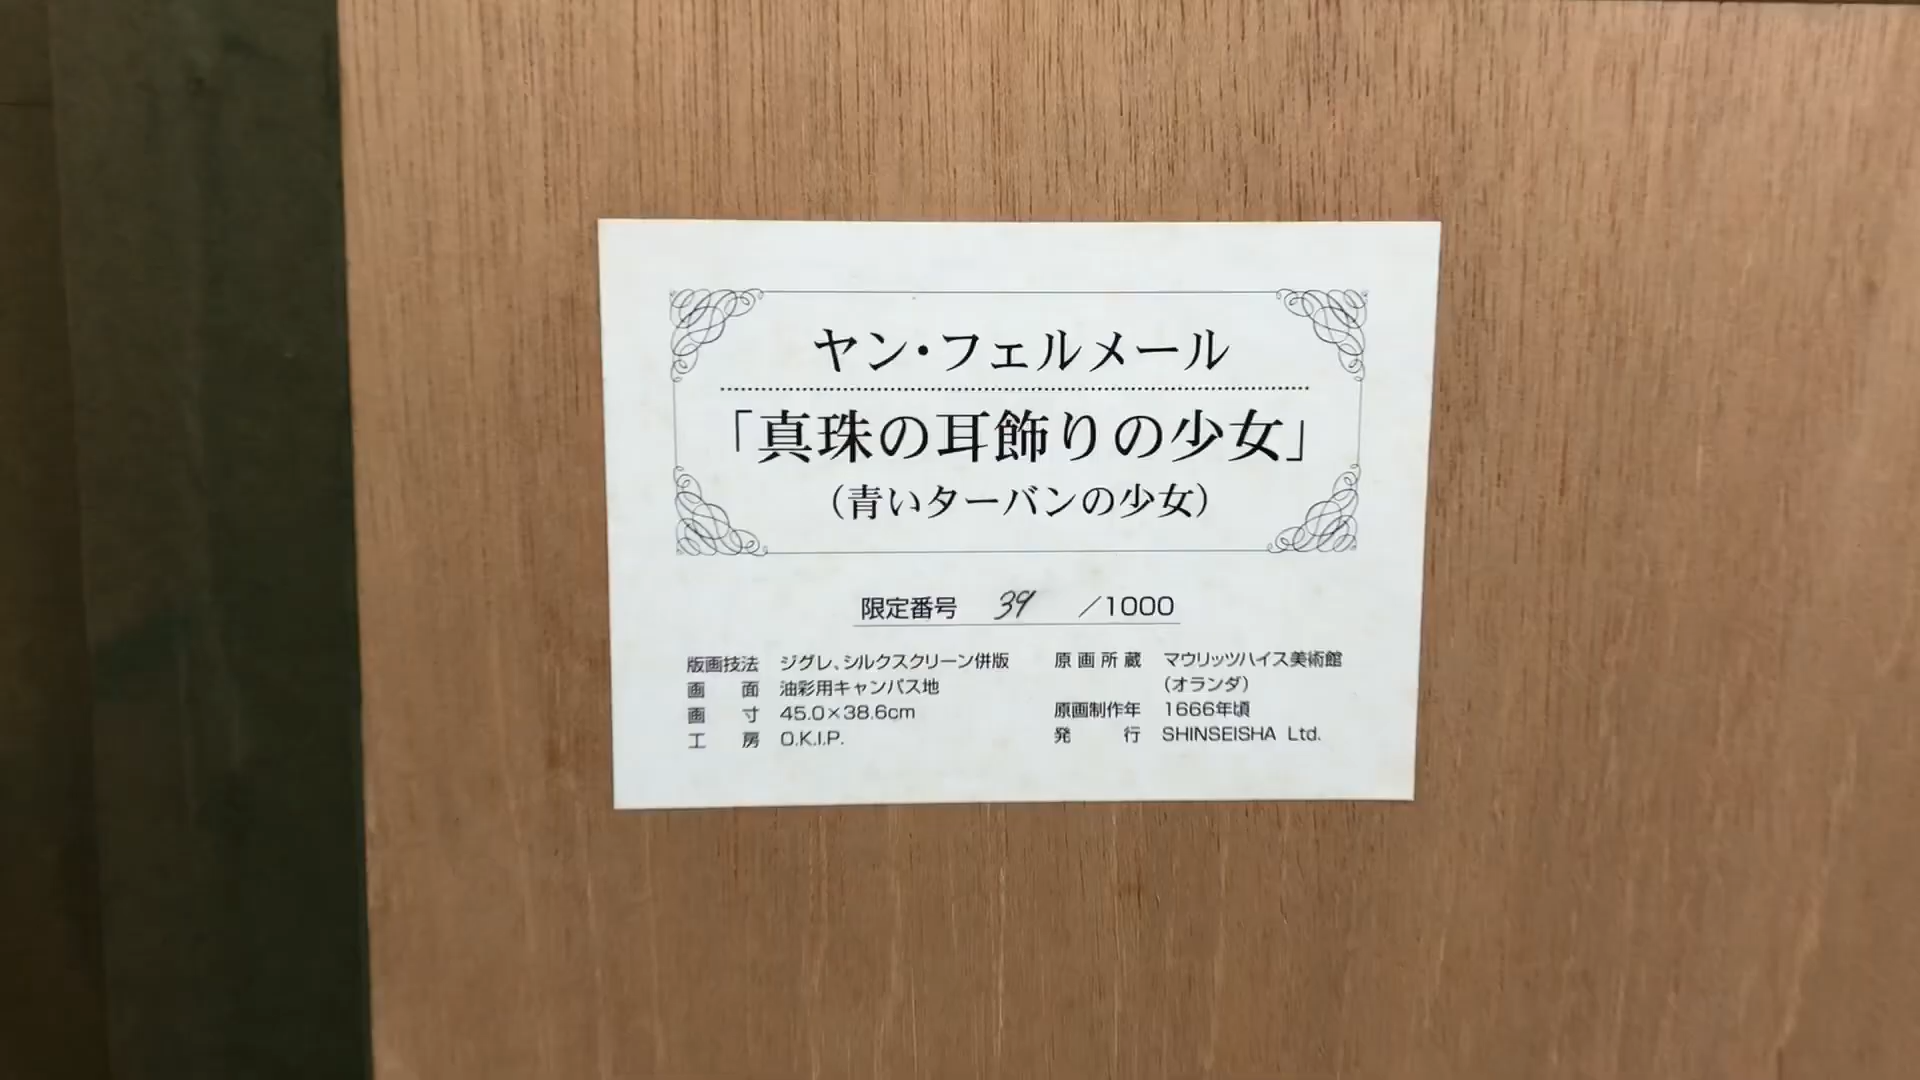 ヤン・フェルメール
「真珠の耳飾りの少女」
（青いターバンの少女）
限定番号 39 ／1000
版画技法 ジグレ、シルクスクリーン併版
画面 油彩用キャンバス地
画寸 45.0×38.6cm
工房 O.K.I.P.
原画所蔵 マウリッツハイス美術館
（オランダ）
原画制作年 1666年頃
発行 SHINSEISHA Ltd.